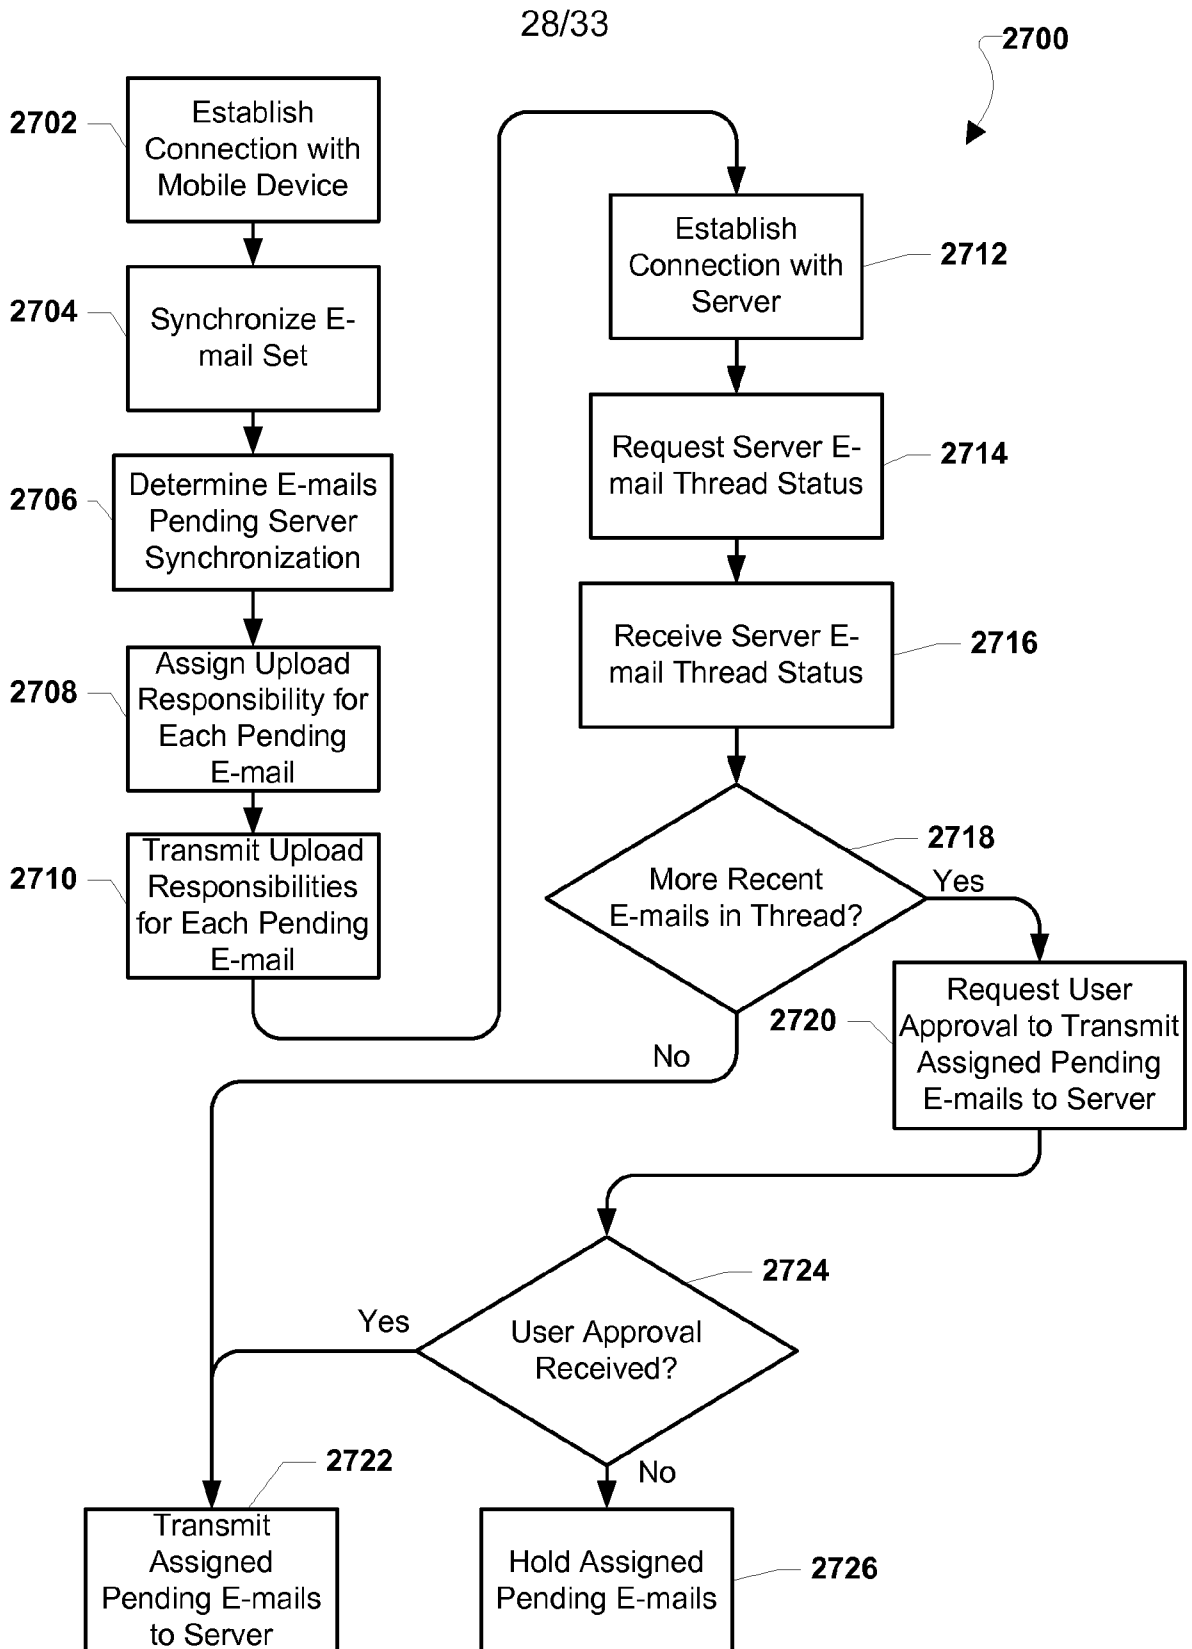 28/33
2700
2702
Establish
Connection with
Mobile Device
2704
Synchronize E-
mail Set
2706
Determine E-mails
Pending Server
Synchronization
2708
Assign Upload
Responsibility for
Each Pending
E-mail
2710
Transmit Upload
Responsibilities
for Each Pending
E-mail
Establish
Connection with
Server
2712
Request Server E-
mail Thread Status
2714
Receive Server E-
mail Thread Status
2716
2718
More Recent
E-mails in Thread?
Yes
No
2720
Request User
Approval to Transmit
Assigned Pending
E-mails to Server
2724
User Approval
Received?
Yes
No
2722
Transmit
Assigned
Pending E-mails
to Server
Hold Assigned
Pending E-mails
2726